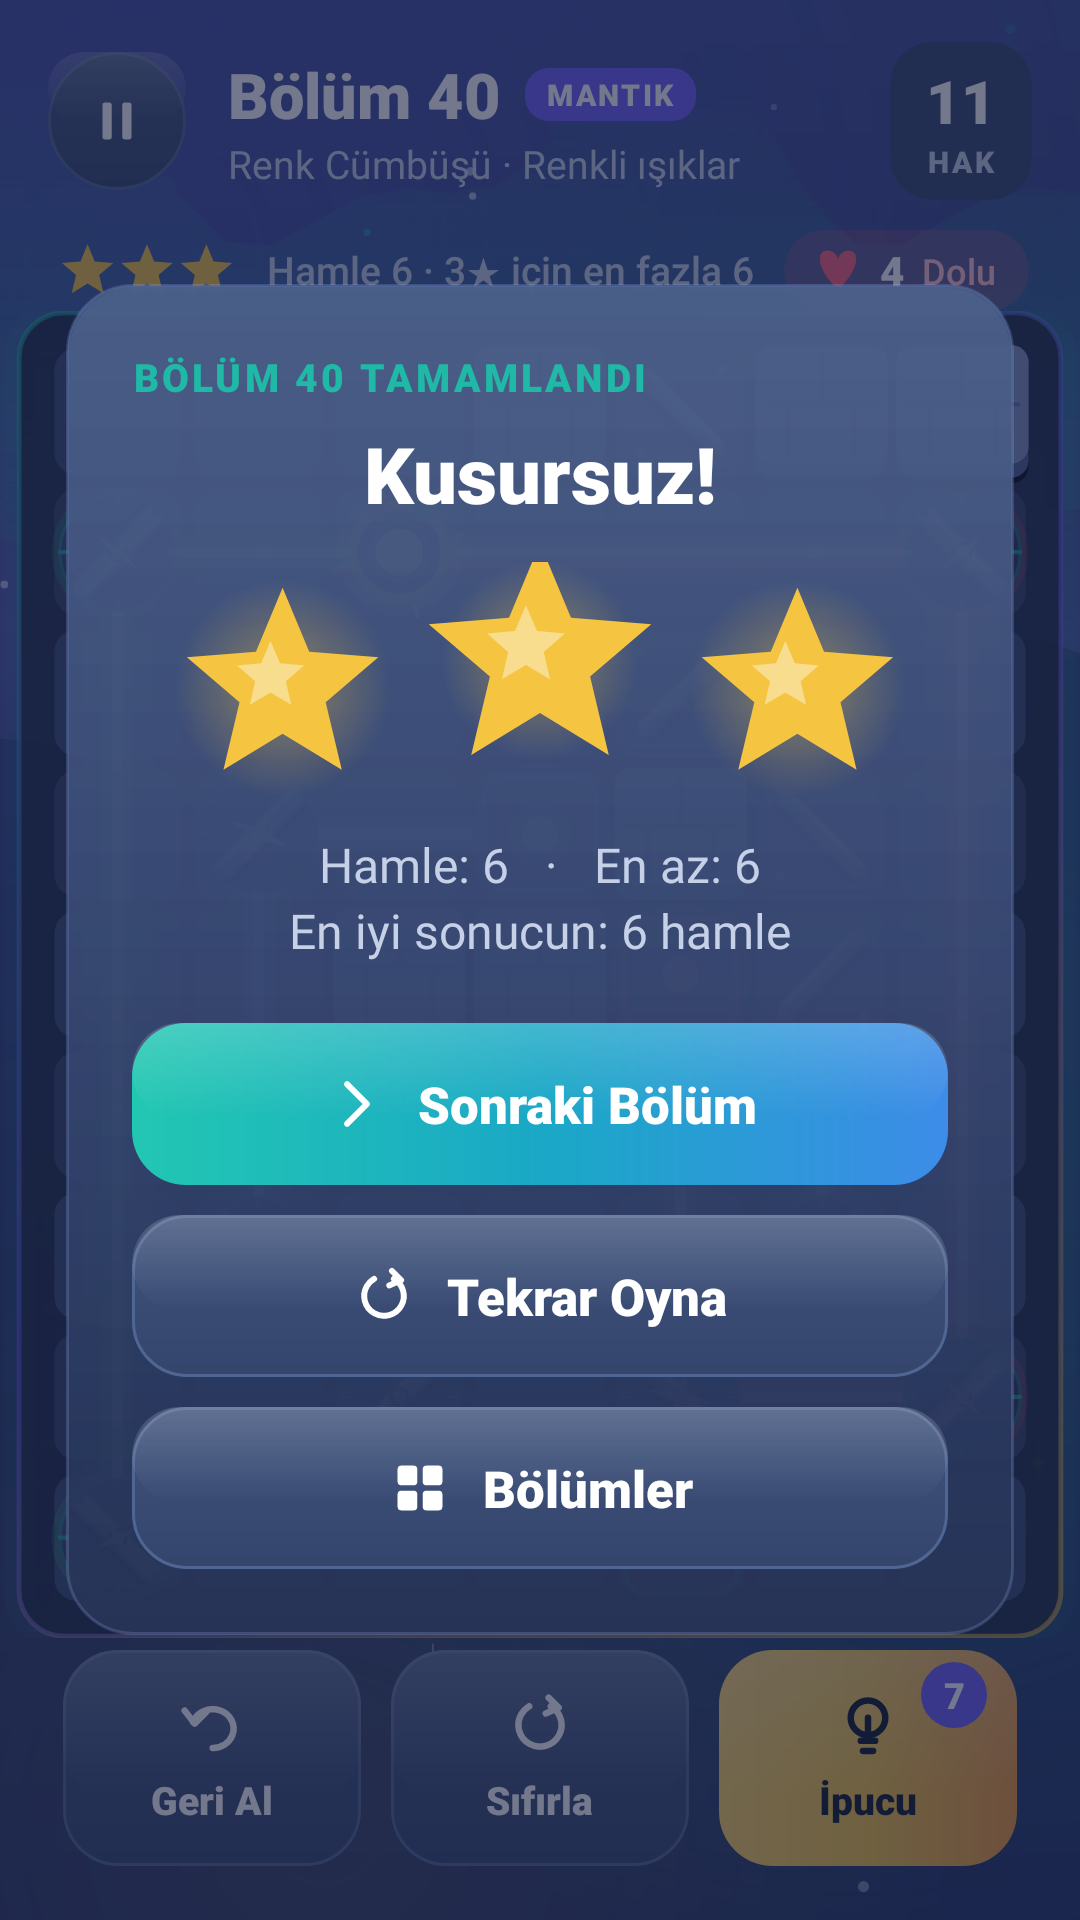 Bölüm 40 MANTIK
Renk Cümbüşü · Renkli ışıklar
11
HAK
Hamle 6 · 3★ için en fazla 6
4 Dolu
BÖLÜM 40 TAMAMLANDI
Kusursuz!
Hamle: 6 · En az: 6
En iyi sonucun: 6 hamle
Sonraki Bölüm
Tekrar Oyna
Bölümler
Geri Al
Sıfırla
7
İpucu